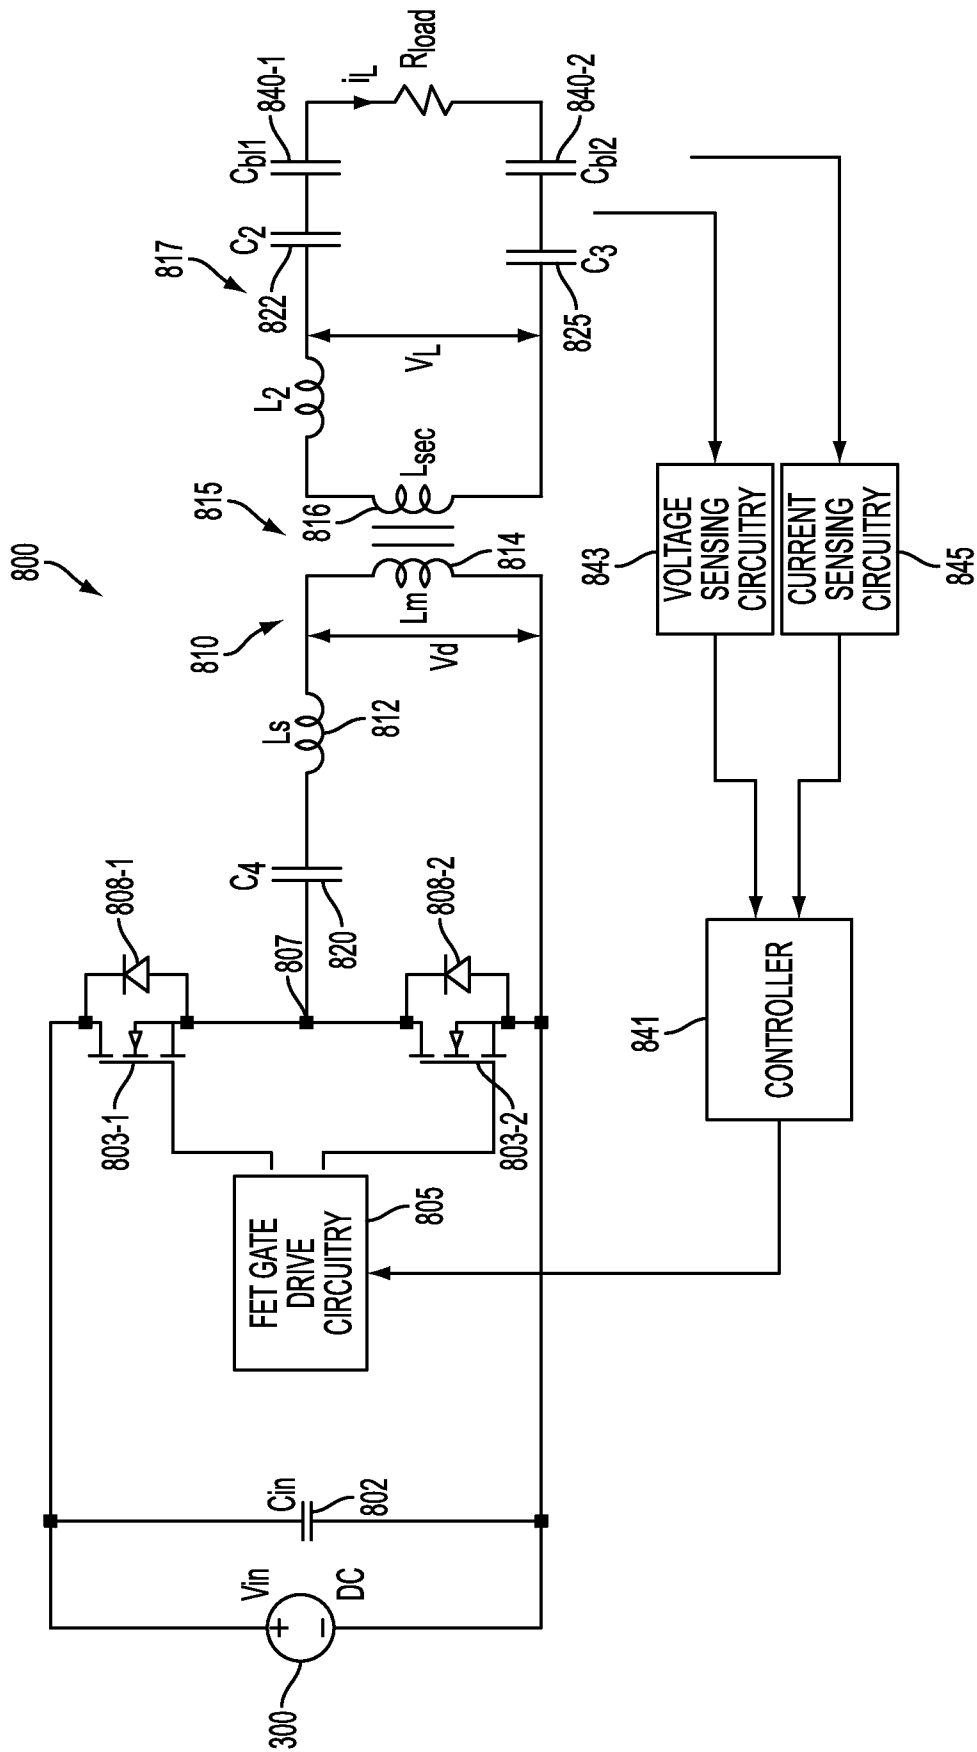 800
810
815
817
803-1
808-1
807
C4
820
Ls
812
Lm
814
816
Lsec
L2
C2
822
Cbl1
840-1
iL
Rload
Vin
+
−
DC
300
Cin
802
FET GATE
DRIVE
CIRCUITRY
805
803-2
808-2
Vd
VL
825
C3
Cbl2
840-2
CONTROLLER
841
843
VOLTAGE
SENSING
CIRCUITRY
CURRENT
SENSING
CIRCUITRY
845